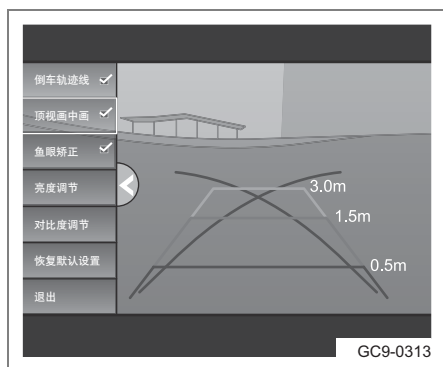 倒车轨迹线
顶视画中画
鱼眼矫正
亮度调节
对比度调节
恢复默认设置
退出
3.0m
1.5m
0.5m
GC9-0313